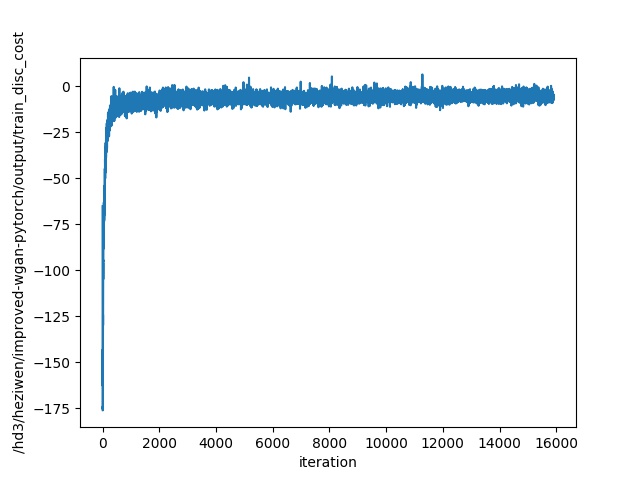 /hd3/heziwen/improved-wgan-pytorch/output/train_disc_cost
0
−25
−50
−75
−100
−125
−150
−175
0 2000 4000 6000 8000 10000 12000 14000 16000
iteration